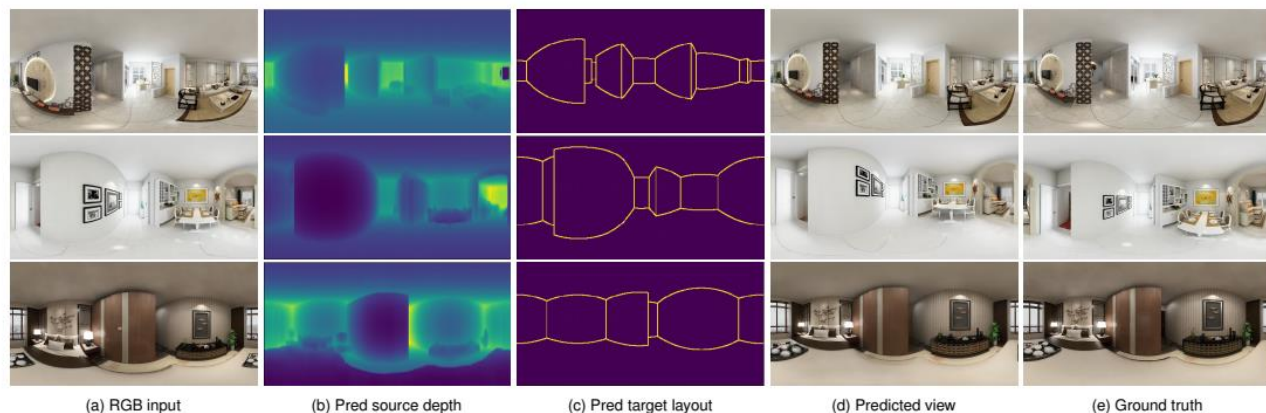 (a) RGB input
(b) Pred source depth
(c) Pred target layout
(d) Predicted view
(e) Ground truth